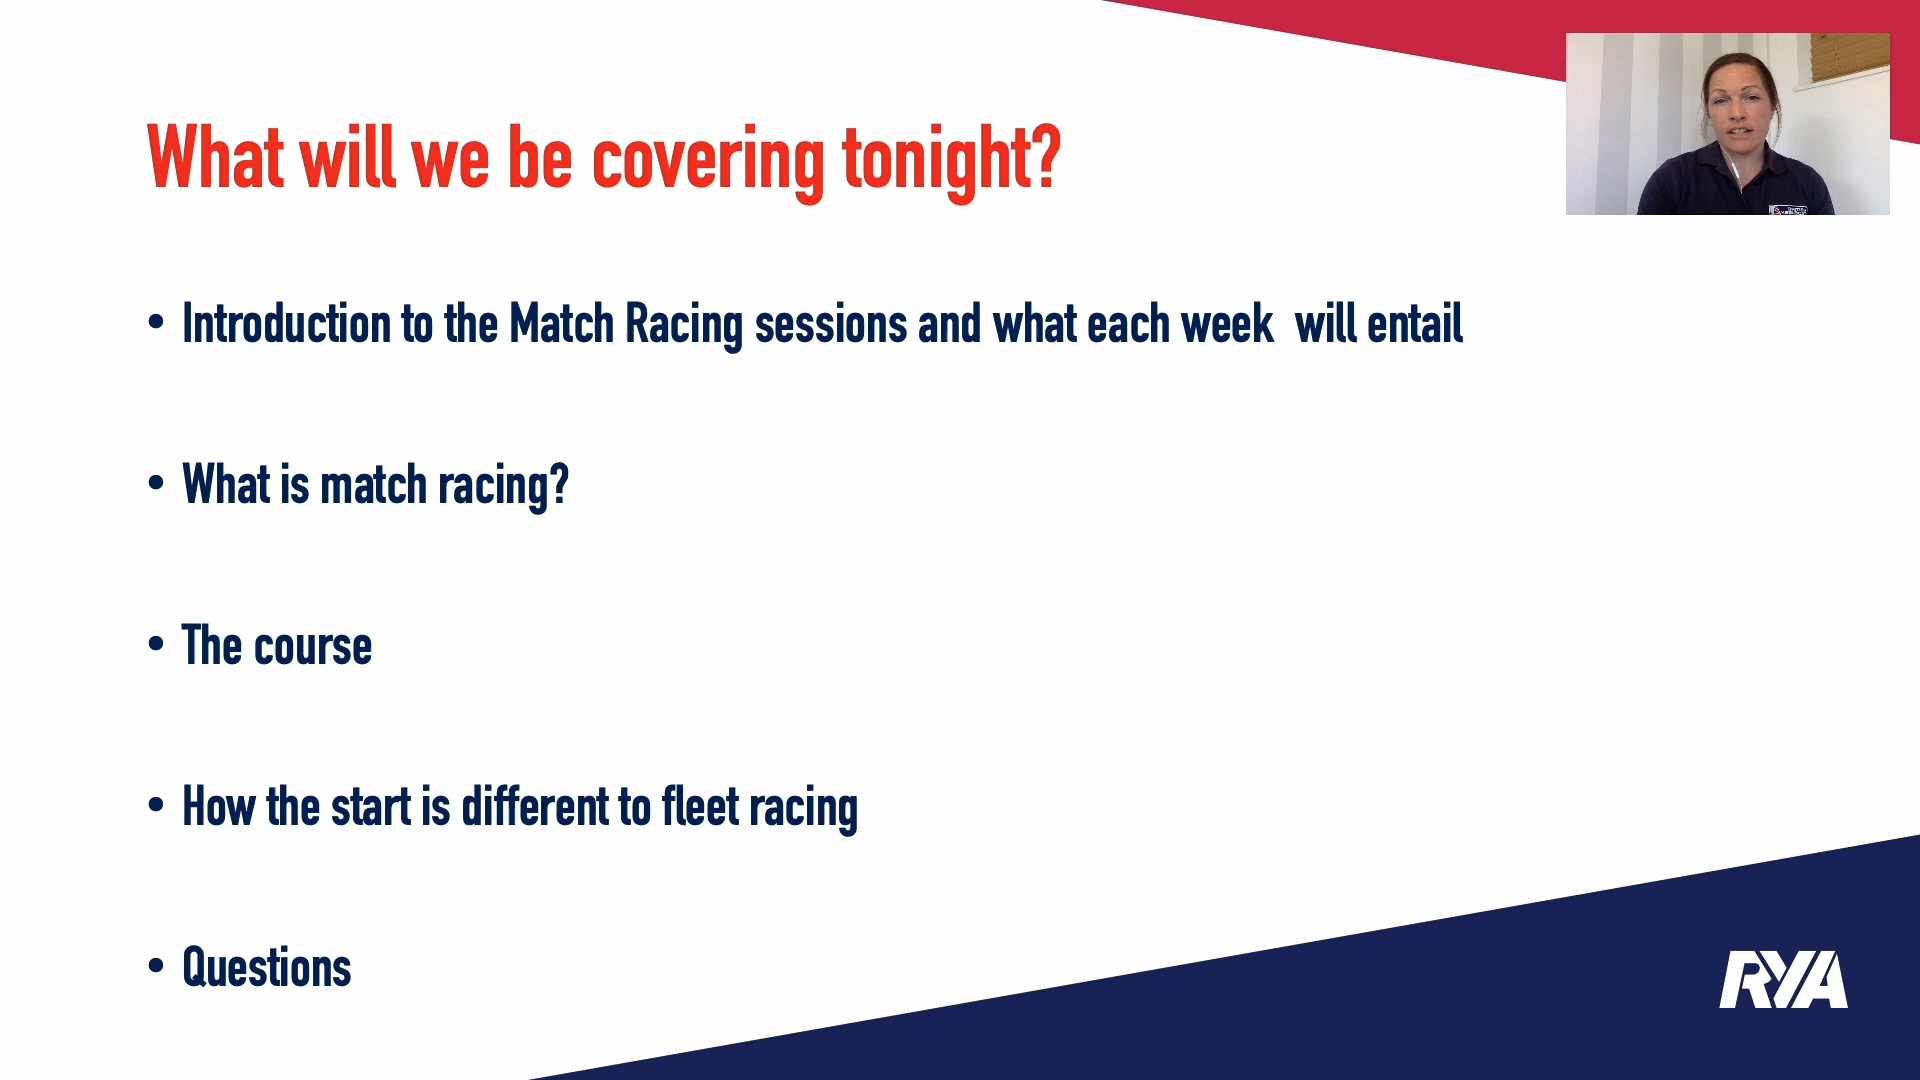 What will we be covering tonight?
• Introduction to the Match Racing sessions and what each week  will entail
• What is match racing?
• The course
• How the start is different to fleet racing
• Questions
RYA